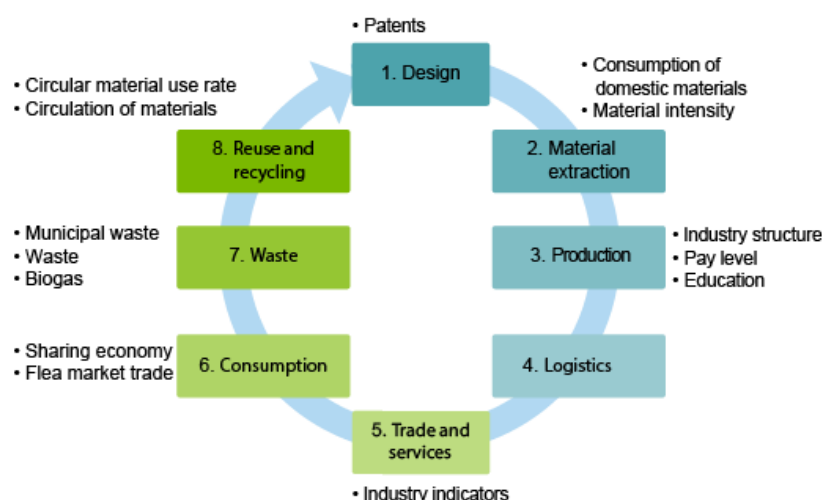 • Patents
1. Design
• Consumption of
domestic materials
• Material intensity
2. Material
extraction
• Industry structure
• Pay level
• Education
3. Production
4. Logistics
5. Trade and
services
• Industry indicators
6. Consumption
• Sharing economy
• Flea market trade
7. Waste
• Municipal waste
• Waste
• Biogas
8. Reuse and
recycling
• Circular material use rate
• Circulation of materials